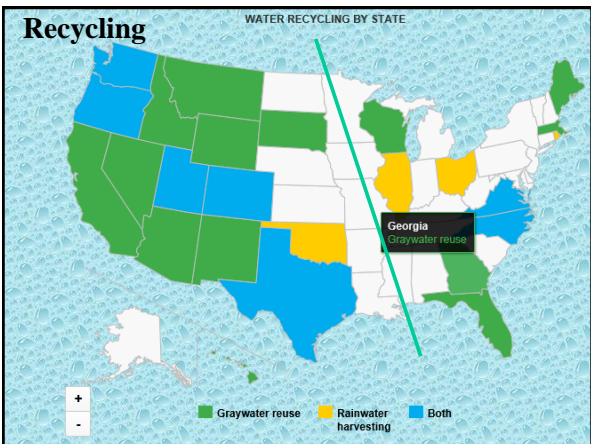 Recycling
WATER RECYCLING BY STATE
Georgia
Graywater reuse
+
-
Graywater reuse
Rainwater
harvesting
Both